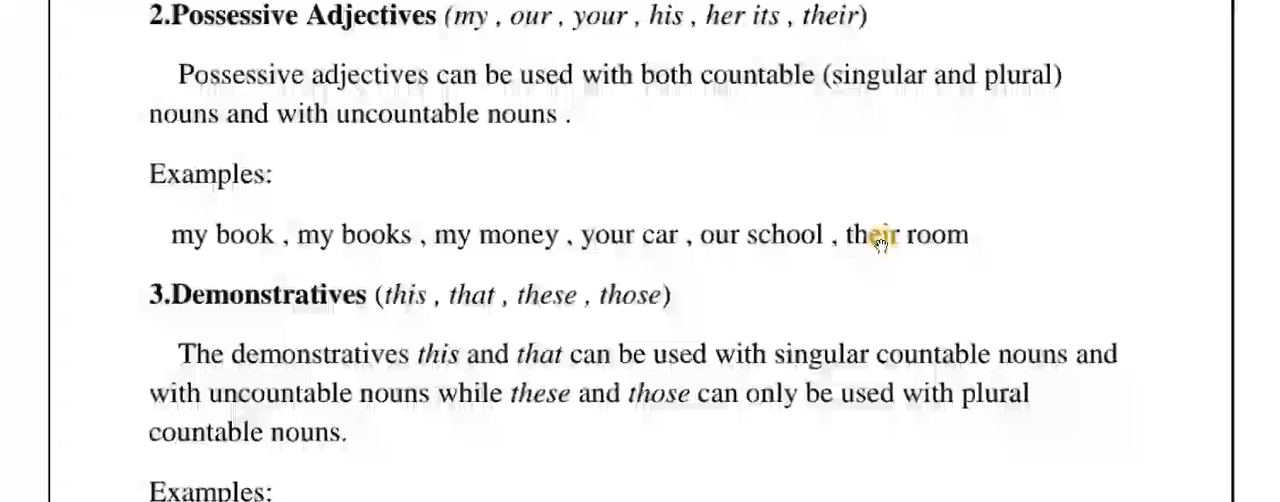 2.Possessive Adjectives (my , our , your , his , her its , their)
Possessive adjectives can be used with both countable (singular and plural)
nouns and with uncountable nouns .
Examples:
my book , my books , my money , your car , our school , their room
3.Demonstratives (this , that , these , those)
The demonstratives this and that can be used with singular countable nouns and
with uncountable nouns while these and those can only be used with plural
countable nouns.
Examples: